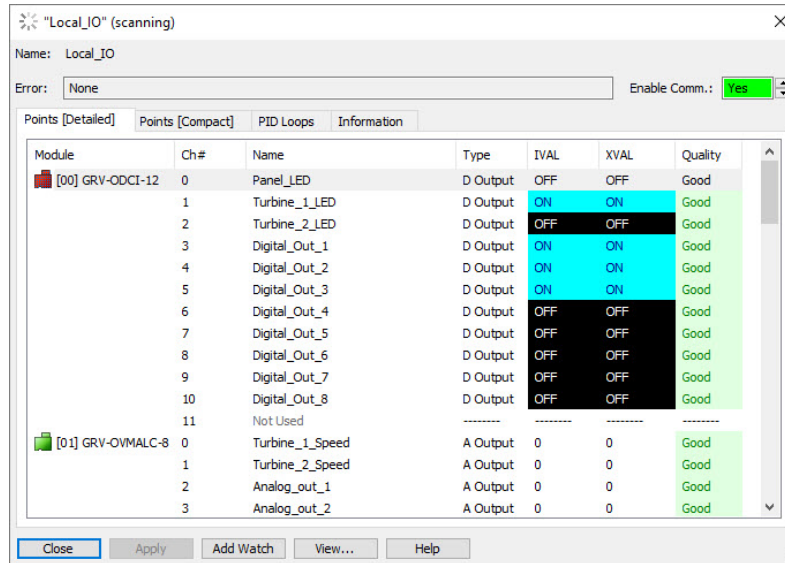 "Local_IO" (scanning)
Name: Local_IO
Error: None Enable Comm.: Yes
Points [Detailed] Points [Compact] PID Loops Information
Module Ch# Name Type IVAL XVAL Quality
[00] GRV-ODCI-12 0 Panel_LED D Output OFF OFF Good
1 Turbine_1_LED D Output ON ON Good
2 Turbine_2_LED D Output OFF OFF Good
3 Digital_Out_1 D Output ON ON Good
4 Digital_Out_2 D Output ON ON Good
5 Digital_Out_3 D Output ON ON Good
6 Digital_Out_4 D Output OFF OFF Good
7 Digital_Out_5 D Output OFF OFF Good
8 Digital_Out_6 D Output OFF OFF Good
9 Digital_Out_7 D Output OFF OFF Good
10 Digital_Out_8 D Output OFF OFF Good
11 Not Used -------- -------- -------- --------
[01] GRV-OVMALC-8 0 Turbine_1_Speed A Output 0 0 Good
1 Turbine_2_Speed A Output 0 0 Good
2 Analog_out_1 A Output 0 0 Good
3 Analog_out_2 A Output 0 0 Good
Close Apply Add Watch View... Help